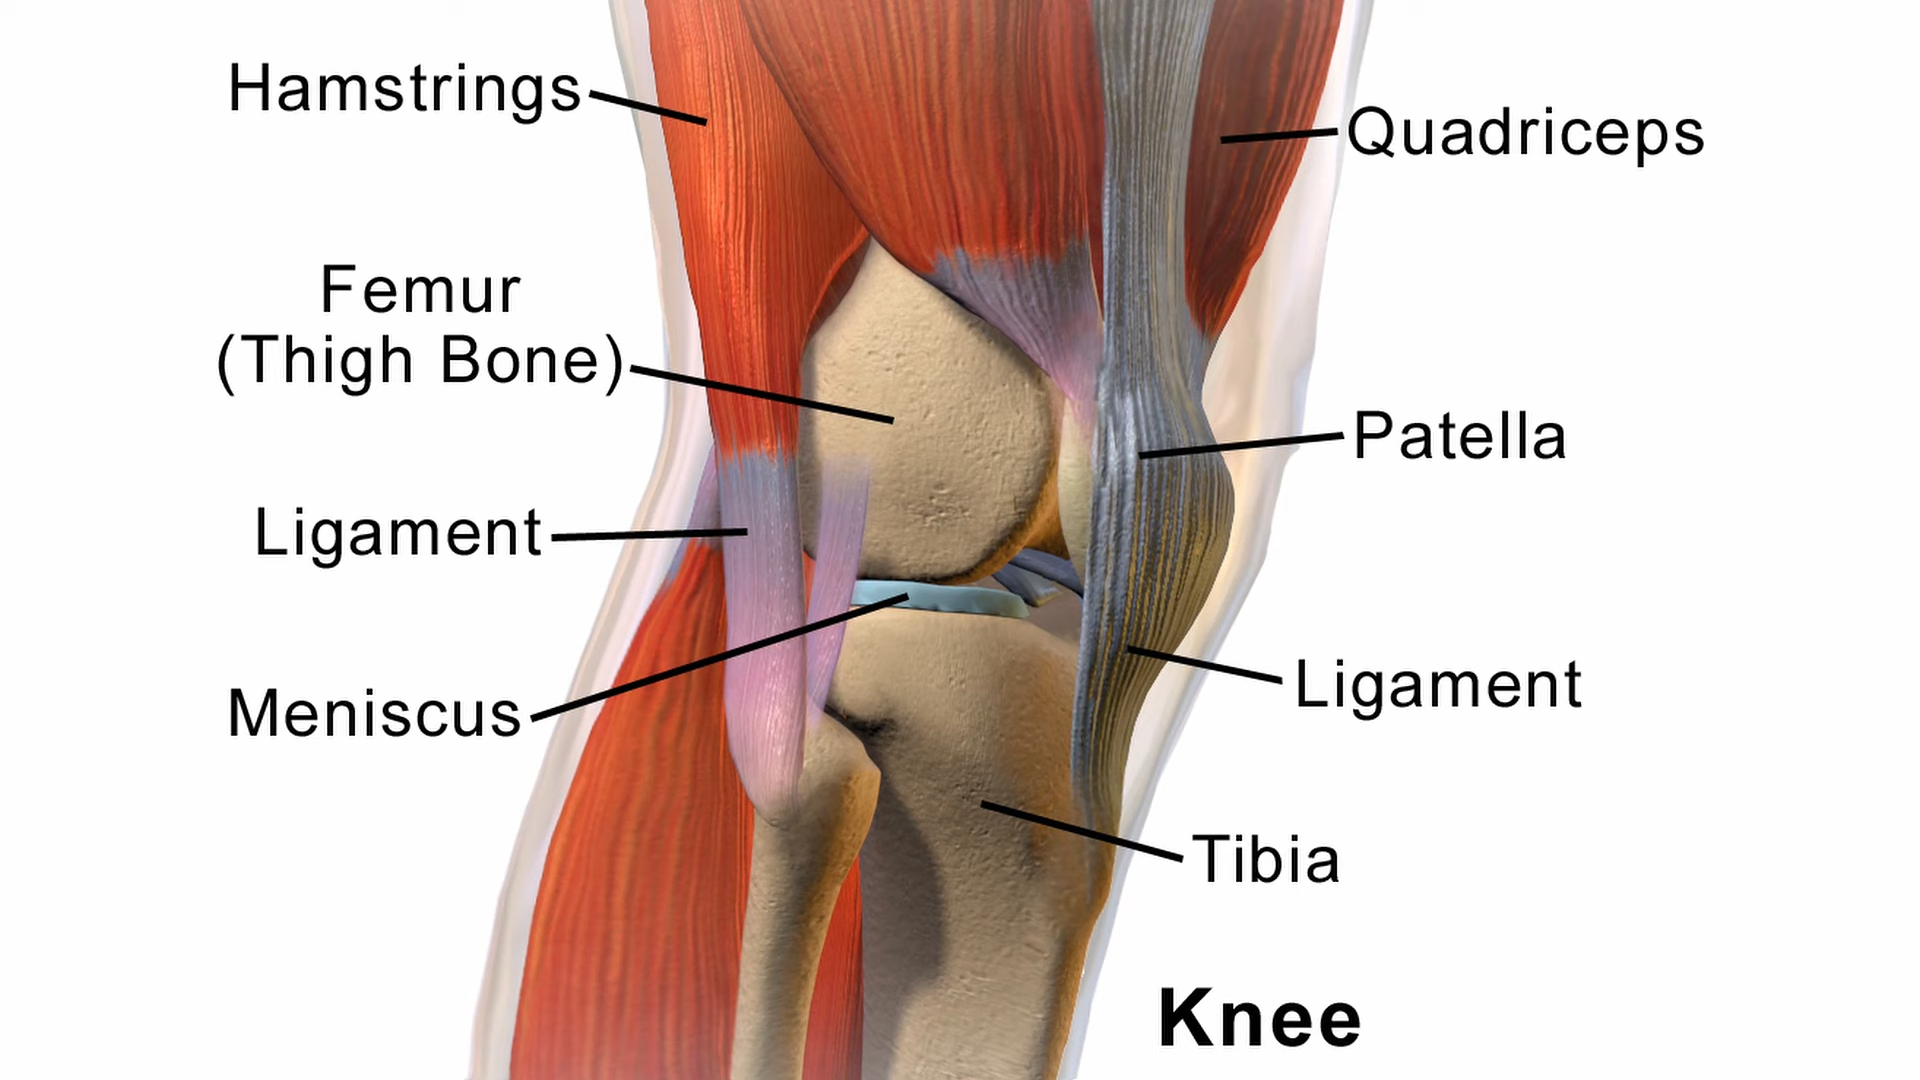 Hamstrings
Quadriceps
Femur
(Thigh Bone)
Patella
Ligament
Ligament
Meniscus
Tibia
Knee